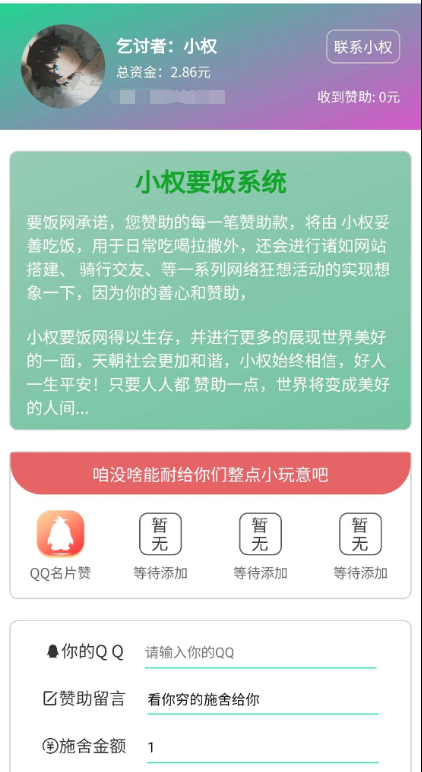 乞讨者：小权
联系小权
总资金：2.86元
收到赞助: 0元
小权要饭系统
要饭网承诺，您赞助的每一笔赞助款，将由 小权妥
善吃饭，用于日常吃喝拉撒外，还会进行诸如网站
搭建、 骑行交友、等一系列网络狂想活动的实现想
象一下，因为你的善心和赞助，
小权要饭网得以生存，并进行更多的展现世界美好
的一面，天朝社会更加和谐，小权始终相信，好人
一生平安！只要人人都 赞助一点，世界将变成美好
的人间...
咱没啥能耐给你们整点小玩意吧
暂
无
暂
无
暂
无
QQ名片赞
等待添加
等待添加
等待添加
你的Q Q
请输入你的QQ
赞助留言
看你穷的施舍给你
施舍金额
1